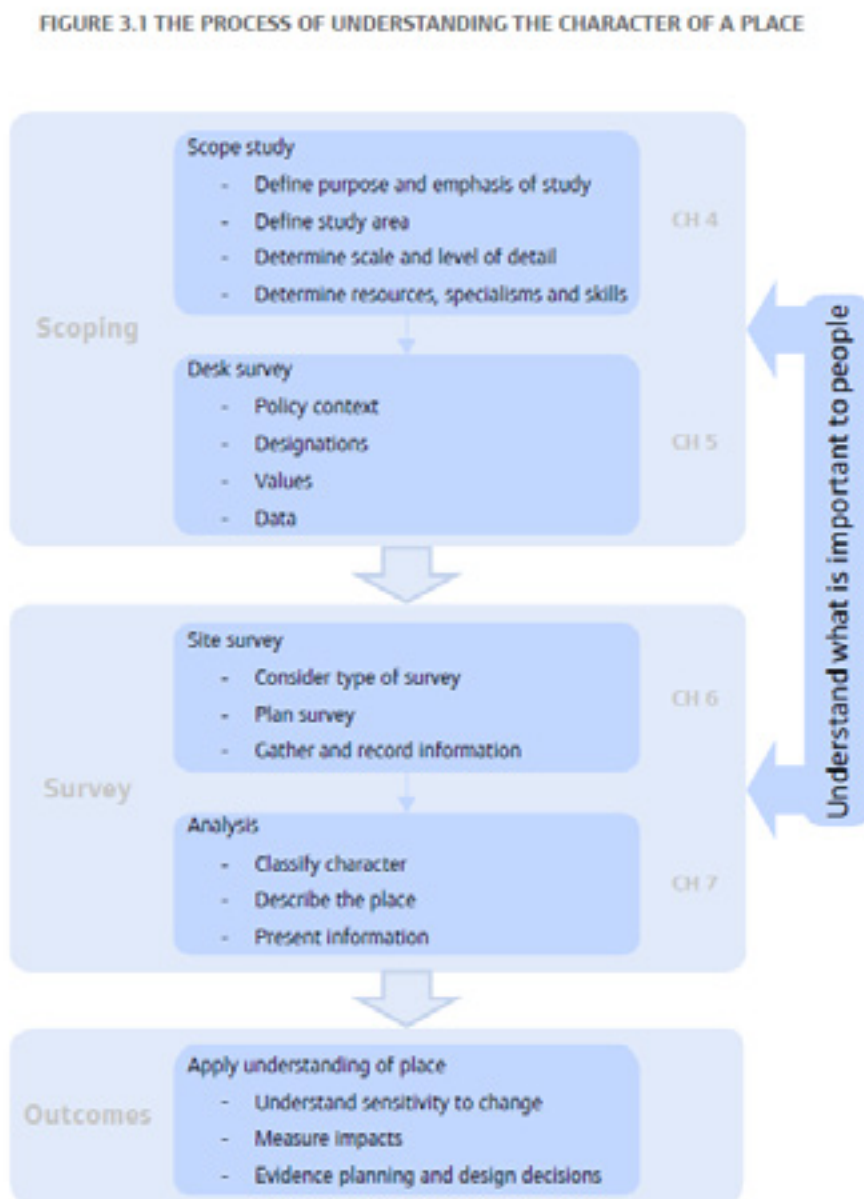 FIGURE 3.1 THE PROCESS OF UNDERSTANDING THE CHARACTER OF A PLACE
Scoping
Scope study
- Define purpose and emphasis of study
- Define study area
- Determine scale and level of detail
- Determine resources, specialisms and skills
CH 4
Desk survey
- Policy context
- Designations
- Values
- Data
CH 5
Survey
Site survey
- Consider type of survey
- Plan survey
- Gather and record information
CH 6
Analysis
- Classify character
- Describe the place
- Present information
CH 7
Outcomes
Apply understanding of place
- Understand sensitivity to change
- Measure impacts
- Evidence planning and design decisions
Understand what is important to people